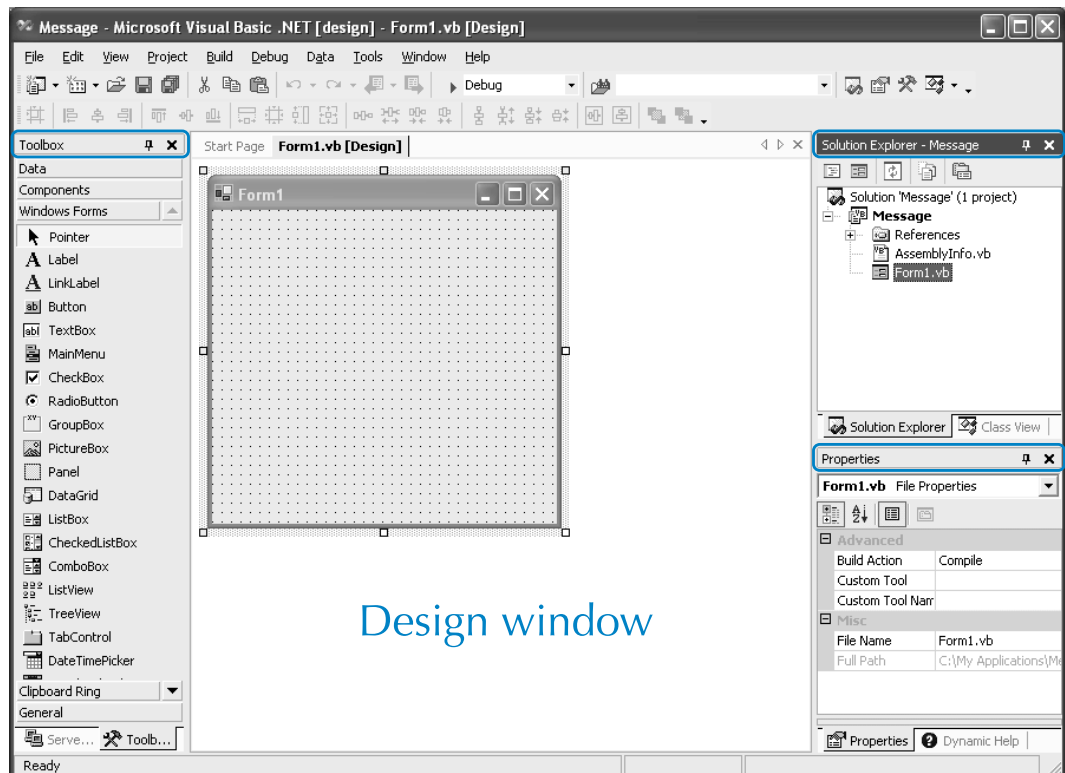 Message - Microsoft Visual Basic .NET [design] - Form1.vb [Design]
File Edit View Project Build Debug Data Tools Window Help
Debug
Toolbox
Data
Components
Windows Forms
Pointer
Label
LinkLabel
Button
TextBox
MainMenu
CheckBox
RadioButton
GroupBox
PictureBox
Panel
DataGrid
ListBox
CheckedListBox
ComboBox
ListView
TreeView
TabControl
DateTimePicker
Clipboard Ring
General
Serve... Toolb...
Start Page Form1.vb [Design]
Form1
Design window
Solution Explorer - Message
Solution 'Message' (1 project)
Message
References
AssemblyInfo.vb
Form1.vb
Solution Explorer Class View
Properties
Form1.vb File Properties
Advanced
Build Action Compile
Custom Tool
Custom Tool Nam
Misc
File Name Form1.vb
Full Path C:\My Applications\Me
Properties Dynamic Help
Ready